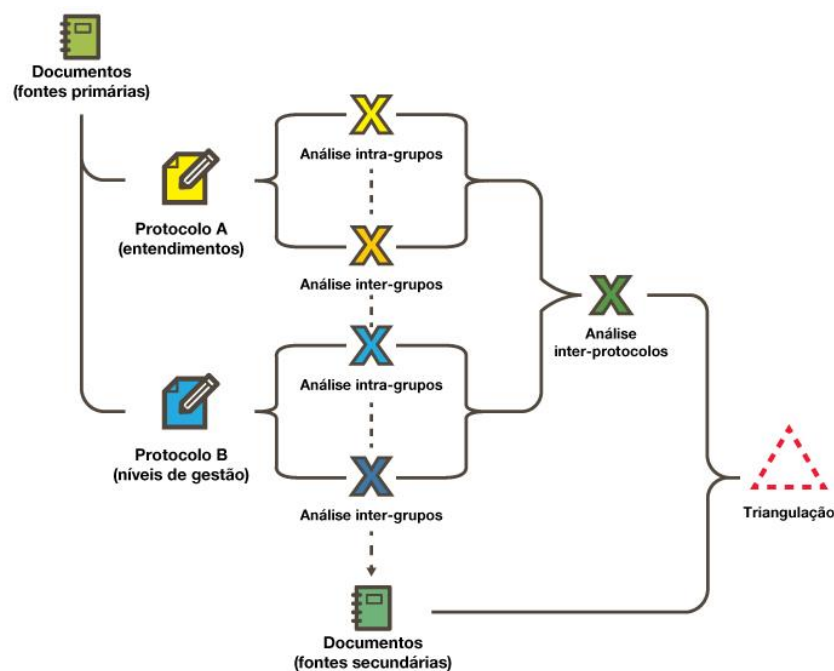 Documentos
(fontes primárias)
Análise intra-grupos
Protocolo A
(entendimentos)
Análise inter-grupos
Análise
inter-protocolos
Análise intra-grupos
Protocolo B
(níveis de gestão)
Análise inter-grupos
Triangulação
Documentos
(fontes secundárias)